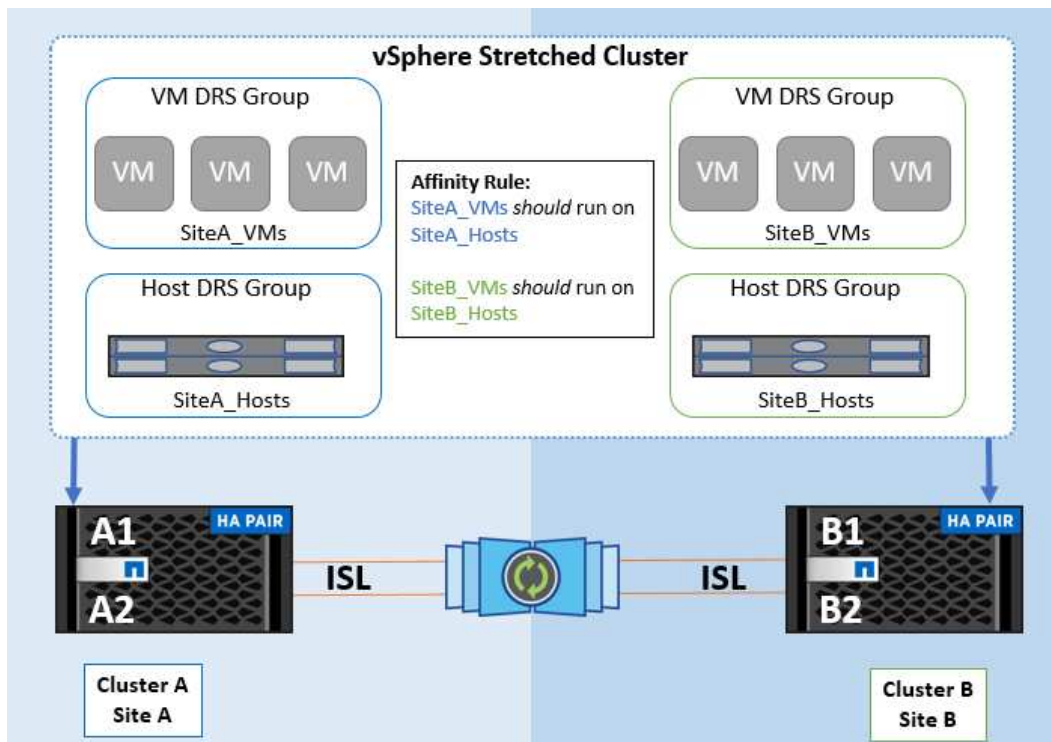 vSphere Stretched Cluster
VM DRS Group
VM VM VM
SiteA_VMs
Host DRS Group
SiteA_Hosts
Affinity Rule:
SiteA_VMs should run on
SiteA_Hosts
SiteB_VMs should run on
SiteB_Hosts
VM DRS Group
VM VM VM
SiteB_VMs
Host DRS Group
SiteB_Hosts
A1
HA PAIR
A2
ISL
ISL
B1
HA PAIR
B2
Cluster A
Site A
Cluster B
Site B